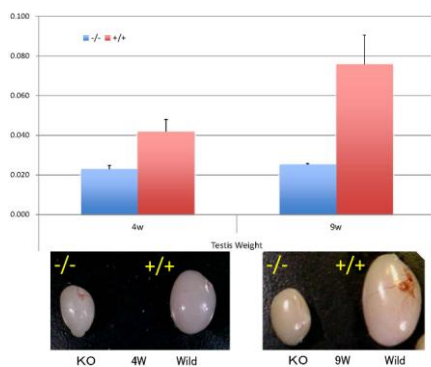 0.100
-/- +/+
0.080
0.060
0.040
0.020
0.000
4w 9w
Testis Weight
-/- +/+ -/- +/+
KO 4W Wild KO 9W Wild